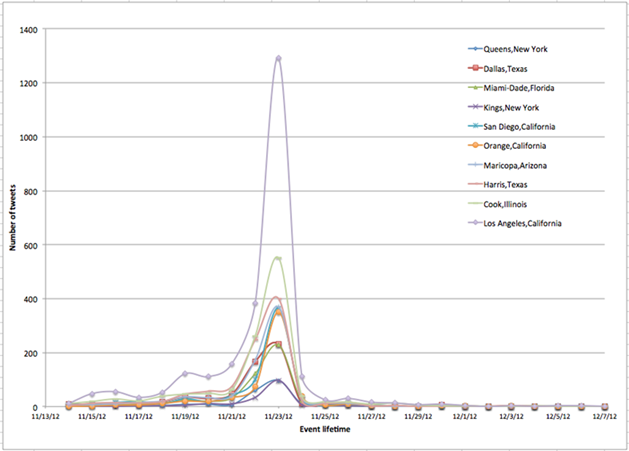 1400
1200
1000
800
600
400
200
0
Number of tweets
Queens,New York
Dallas,Texas
Miami-Dade,Florida
Kings,New York
San Diego,California
Orange,California
Maricopa,Arizona
Harris,Texas
Cook,Illinois
Los Angeles,California
11/13/12 11/15/12 11/17/12 11/19/12 11/21/12 11/23/12 11/25/12 11/27/12 11/29/12 12/1/12 12/3/12 12/5/12 12/7/12
Event lifetime